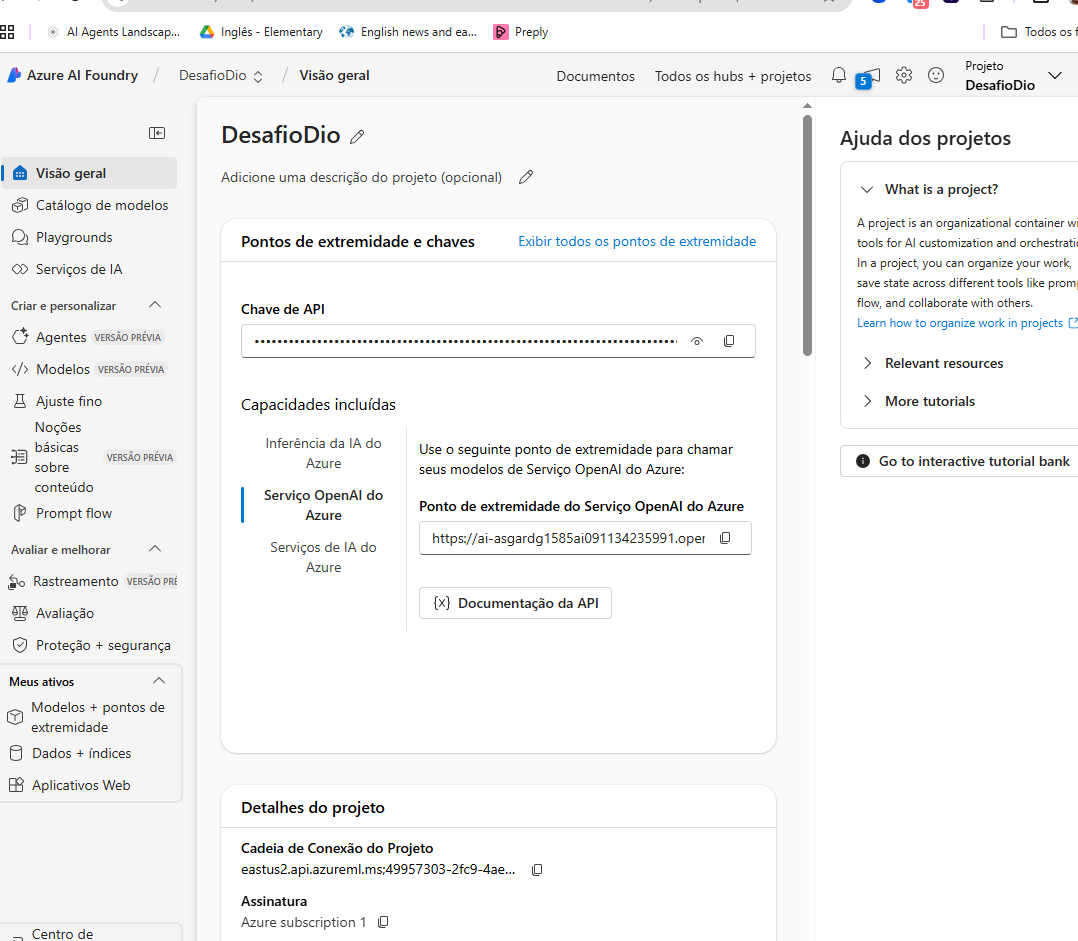 25
AI Agents Landscap...
Inglês - Elementary
English news and ea...
Preply
Todos os f
Azure AI Foundry / DesafioDio / Visão geral
Documentos
Todos os hubs + projetos
5
Projeto
DesafioDio
Visão geral
Catálogo de modelos
Playgrounds
Serviços de IA
Criar e personalizar
Agentes VERSÃO PRÉVIA
Modelos VERSÃO PRÉVIA
Ajuste fino
Noções
básicas
sobre
conteúdo
VERSÃO PRÉVIA
Prompt flow
Avaliar e melhorar
Rastreamento VERSÃO PRÉ
Avaliação
Proteção + segurança
Meus ativos
Modelos + pontos de
extremidade
Dados + índices
Aplicativos Web
Centro de
DesafioDio
Adicione uma descrição do projeto (opcional)
Pontos de extremidade e chaves
Exibir todos os pontos de extremidade
Chave de API
Capacidades incluídas
Inferência da IA do
Azure
Serviço OpenAI do
Azure
Serviços de IA do
Azure
Use o seguinte ponto de extremidade para chamar
seus modelos de Serviço OpenAI do Azure:
Ponto de extremidade do Serviço OpenAI do Azure
https://ai-asgardg1585ai091134235991.oper
{x} Documentação da API
Detalhes do projeto
Cadeia de Conexão do Projeto
eastus2.api.azureml.ms;49957303-2fc9-4ae...
Assinatura
Azure subscription 1
Ajuda dos projetos
What is a project?
A project is an organizational container wi
tools for AI customization and orchestratio
In a project, you can organize your work,
save state across different tools like promp
flow, and collaborate with others.
Learn how to organize work in projects
Relevant resources
More tutorials
Go to interactive tutorial bank